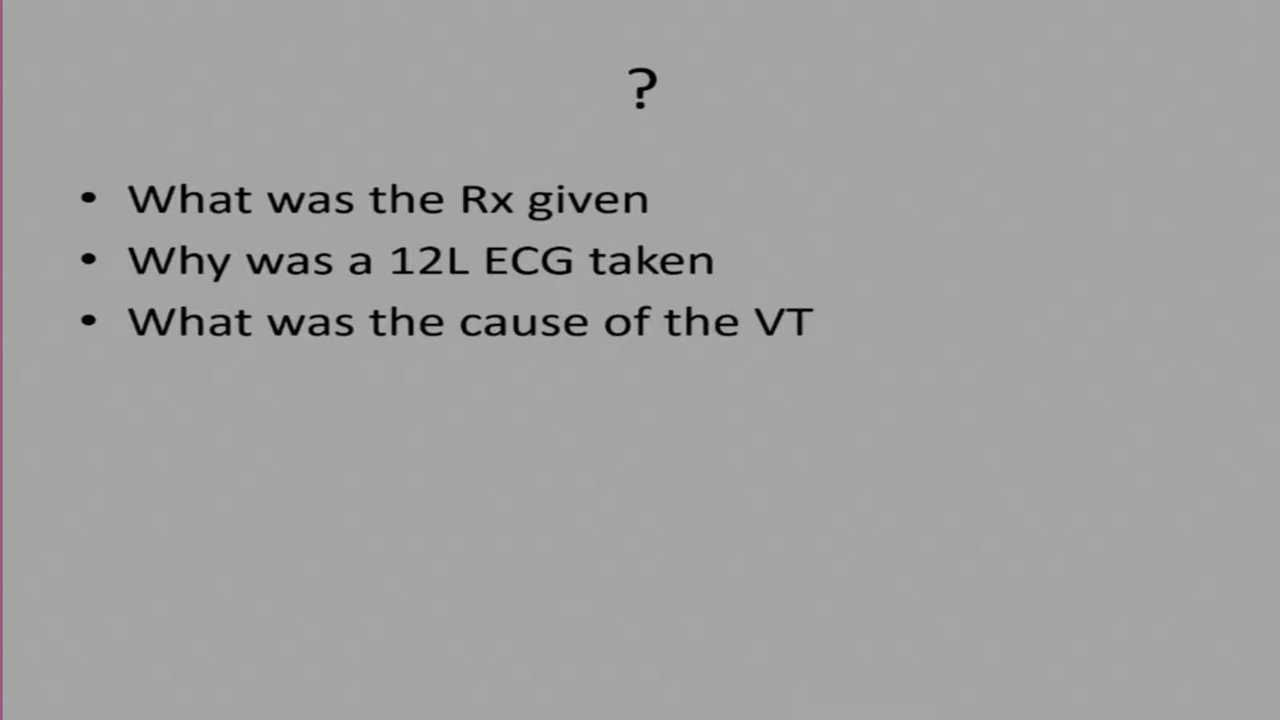 ?
• What was the Rx given
• Why was a 12L ECG taken
• What was the cause of the VT